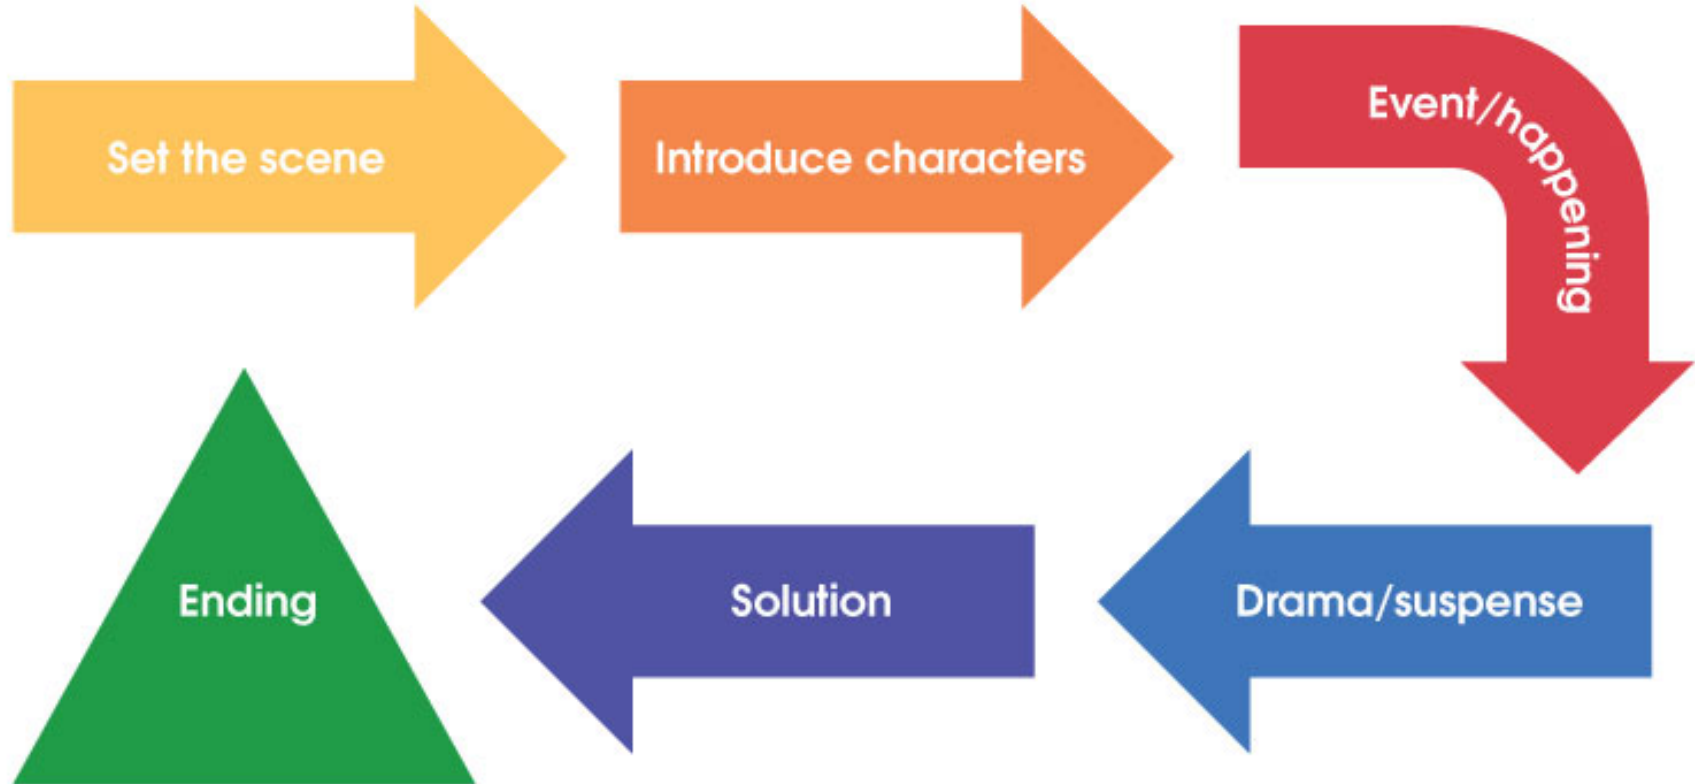 Set the scene
Introduce characters
Event/happening
Drama/suspense
Solution
Ending